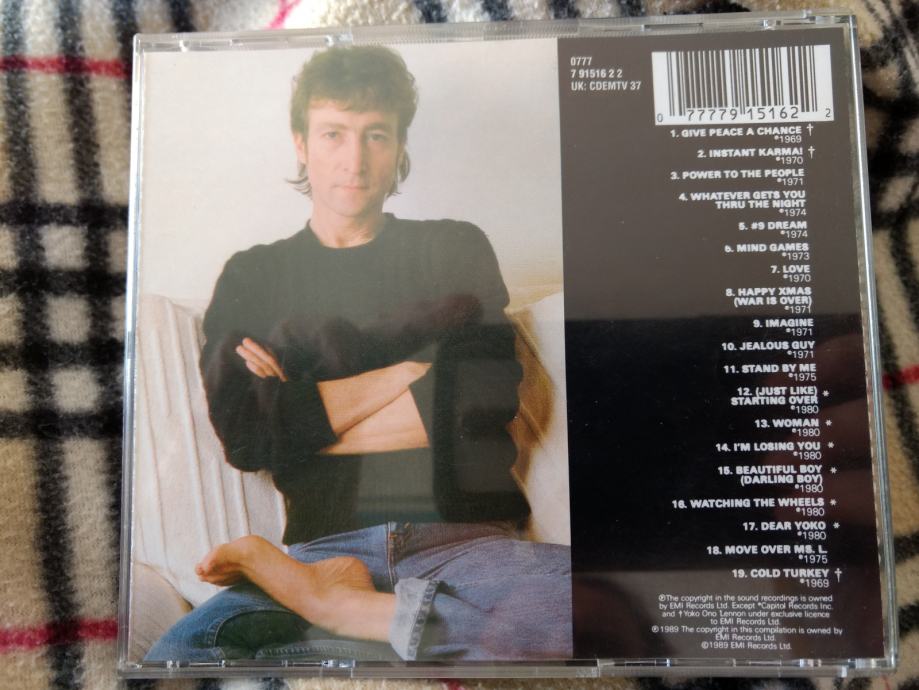 0777
7 91516 2 2
UK: CDEMTV 37
0 77779 15162 2
1. GIVE PEACE A CHANCE †
℗1969
2. INSTANT KARMA! †
℗1970
3. POWER TO THE PEOPLE
℗1971
4. WHATEVER GETS YOU
THRU THE NIGHT
℗1974
5. #9 DREAM
℗1974
6. MIND GAMES
℗1973
7. LOVE
℗1970
8. HAPPY XMAS
(WAR IS OVER)
℗1971
9. IMAGINE
℗1971
10. JEALOUS GUY
℗1971
11. STAND BY ME
℗1975
12. (JUST LIKE) *
STARTING OVER
℗1980
13. WOMAN *
℗1980
14. I'M LOSING YOU *
℗1980
15. BEAUTIFUL BOY *
(DARLING BOY)
℗1980
16. WATCHING THE WHEELS *
℗1980
17. DEAR YOKO *
℗1980
18. MOVE OVER MS. L.
℗1975
19. COLD TURKEY †
℗1969
℗The copyright in the sound recordings is owned
by EMI Records Ltd. Except *Capitol Records Inc.
and †Yoko Ono Lennon under exclusive licence
to EMI Records Ltd.
℗1989 The copyright in this compilation is owned by
EMI Records Ltd.
©1989 EMI Records Ltd.